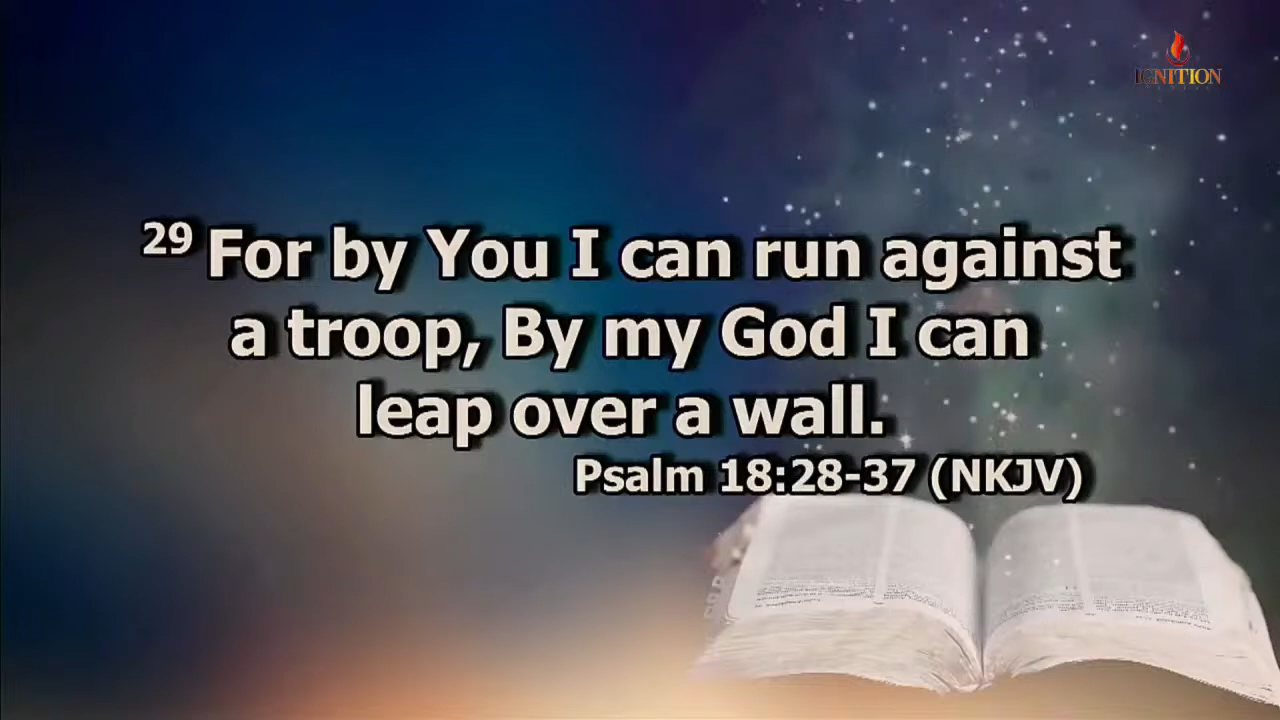 IGNITION
29 For by You I can run against
a troop, By my God I can
leap over a wall.
Psalm 18:28-37 (NKJV)